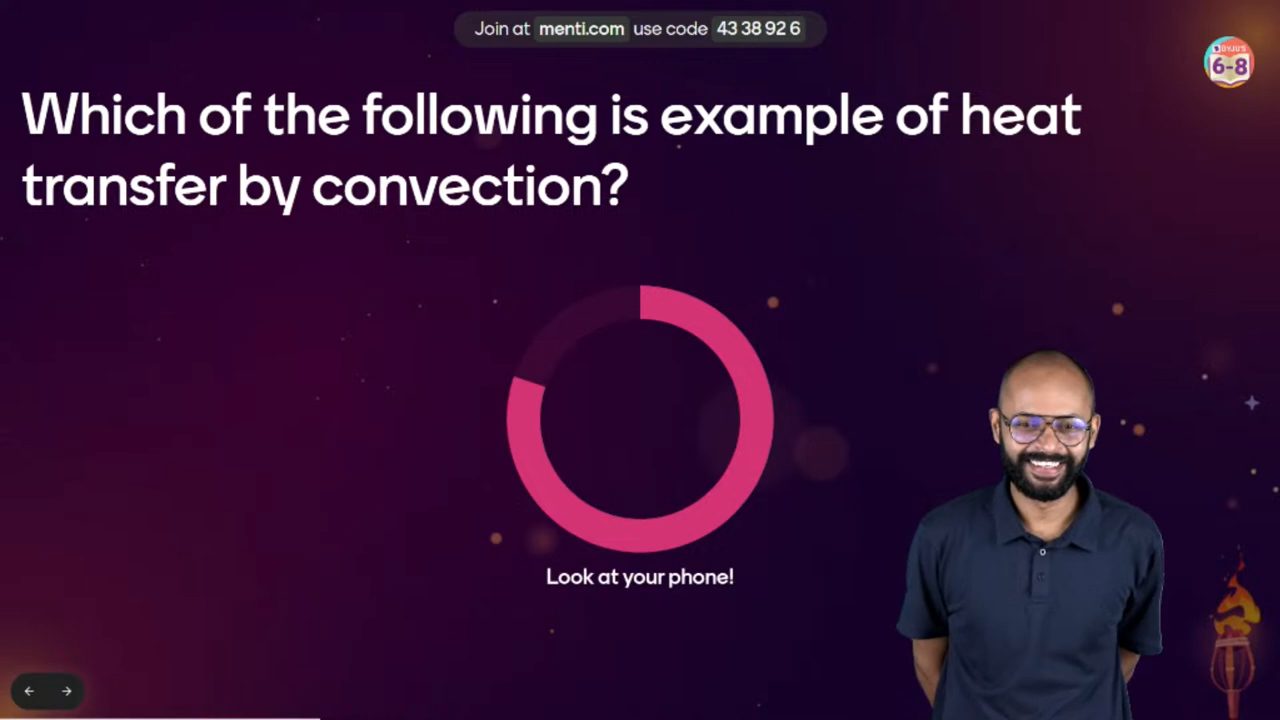 Join at menti.com use code 43 38 92 6
BYJU'S
6-8
Which of the following is example of heat
transfer by convection?
Look at your phone!